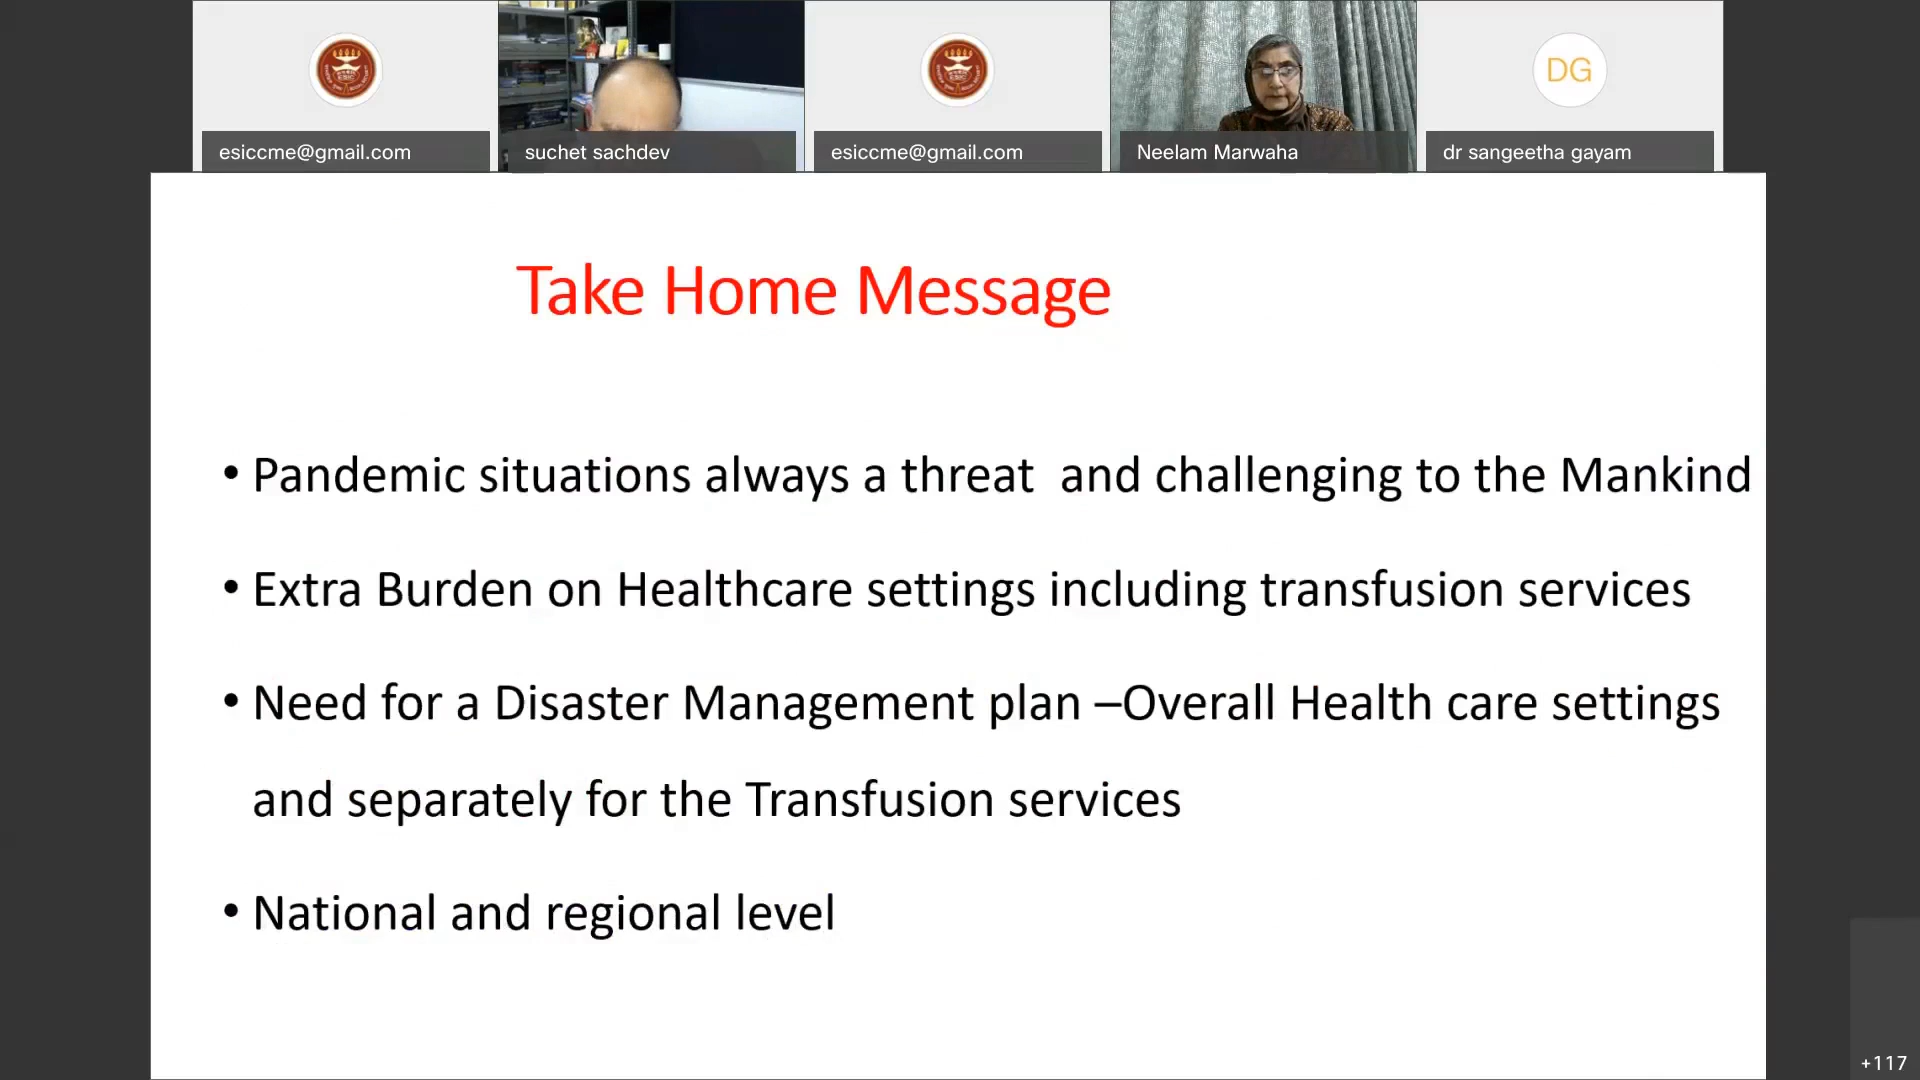 esiccme@gmail.com
suchet sachdev
esiccme@gmail.com
Neelam Marwaha
DG
dr sangeetha gayam
Take Home Message
• Pandemic situations always a threat  and challenging to the Mankind
• Extra Burden on Healthcare settings including transfusion services
• Need for a Disaster Management plan –Overall Health care settings
and separately for the Transfusion services
• National and regional level
+117